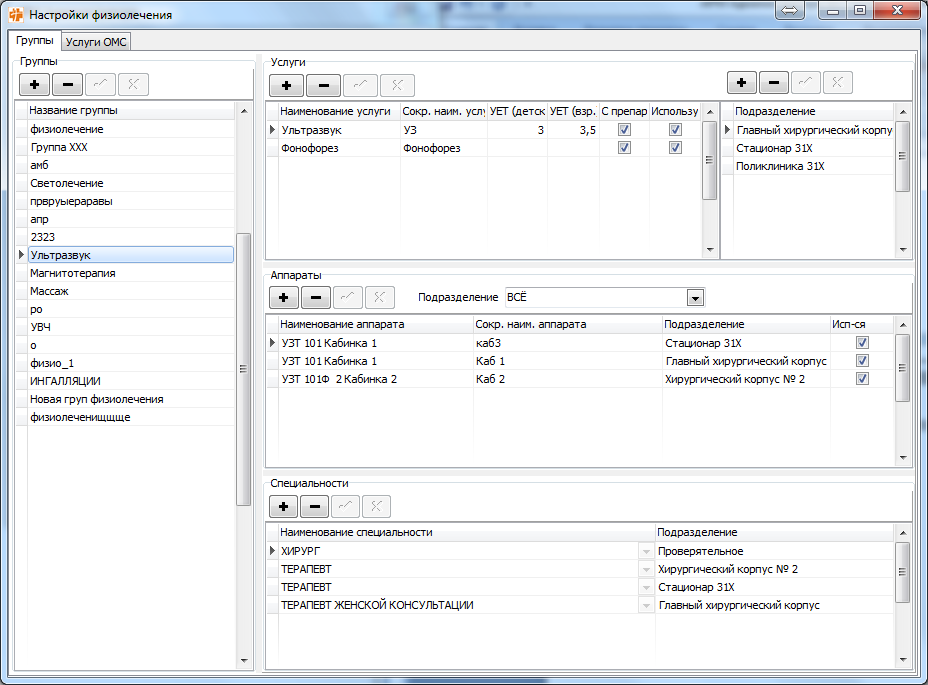 Настройки физиолечения
Группы
Услуги ОМС
Группы
Название группы
физиолечение
Группа XXX
амб
Светолечение
првруыераравы
апр
2323
Ультразвук
Магнитотерапия
Массаж
ро
УВЧ
о
физио_1
ИНГАЛЛЯЦИИ
Новая груп физиолечения
физиолеченищщще
Услуги
Наименование услуги Сокр. наим. услу УЕТ (детск УЕТ (взр. С препар Использу
Ультразвук УЗ 3 3,5
Фонофорез Фонофорез
Подразделение
Главный хирургический корпу
Стационар 31Х
Поликлиника 31Х
Аппараты
Подразделение ВСЁ
Наименование аппарата Сокр. наим. аппарата Подразделение Исп-ся
УЗТ 101 Кабинка 1 каб3 Стационар 31Х
УЗТ 101 Кабинка 1 Каб 1 Главный хирургический корпус
УЗТ 101Ф 2 Кабинка 2 Каб 2 Хирургический корпус № 2
Специальности
Наименование специальности Подразделение
ХИРУРГ Проверятельное
ТЕРАПЕВТ Хирургический корпус № 2
ТЕРАПЕВТ Стационар 31Х
ТЕРАПЕВТ ЖЕНСКОЙ КОНСУЛЬТАЦИИ Главный хирургический корпус